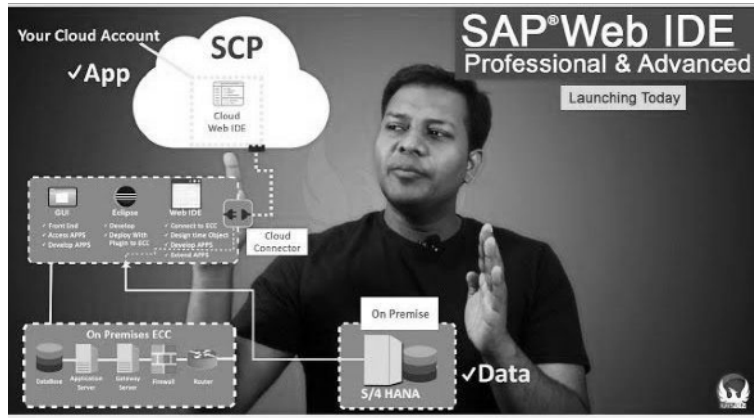 SAP® Web IDE
Professional & Advanced
Launching Today
Your Cloud Account
✓App
SCP
Cloud
Web IDE
GUI
✓ Front End
✓ Access APPS
✓ Develop APPS
Eclipse
✓ Develop
✓ Deploy With
Plugin to ECC
Web IDE
✓ Connect to ECC
✓ Design time Object
✓ Develop APPS
✓ Extend APPS
Cloud
Connector
On Premises ECC
DataBase
Application
Server
Gateway
Server
Firewall
Router
On Premise
S/4 HANA
✓Data